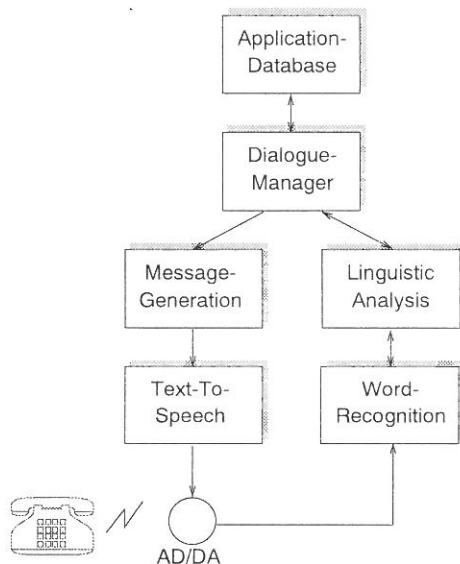 Application-
Database
Dialogue-
Manager
Message-
Generation
Linguistic
Analysis
Text-To-
Speech
Word-
Recognition
AD/DA